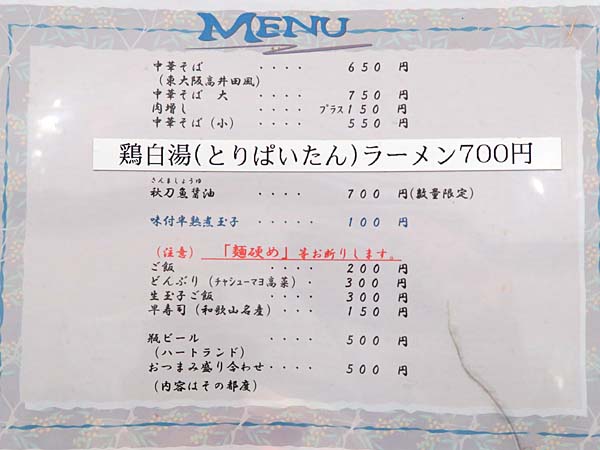 MENU
中華そば ････ 650 円
(東大阪高井田風)
中華そば 大 ････ 750 円
肉増し ････ プラス150 円
中華そば(小) ････ 550 円
鶏白湯(とりぱいたん)ラーメン700円
さんましょうゆ
秋刀魚醤油 ････ 700 円(数量限定)
味付半熟煮玉子 ･････ 100 円
(注意) 「麺硬め」等お断りします。
ご飯 ････ 200 円
どんぶり(チャシューマヨ高菜)･ 300 円
生玉子ご飯 ････ 300 円
早寿司(和歌山名産)･･･ 150 円
瓶ビール ････ 500 円
(ハートランド)
おつまみ盛り合わせ････ 500 円
(内容はその都度)